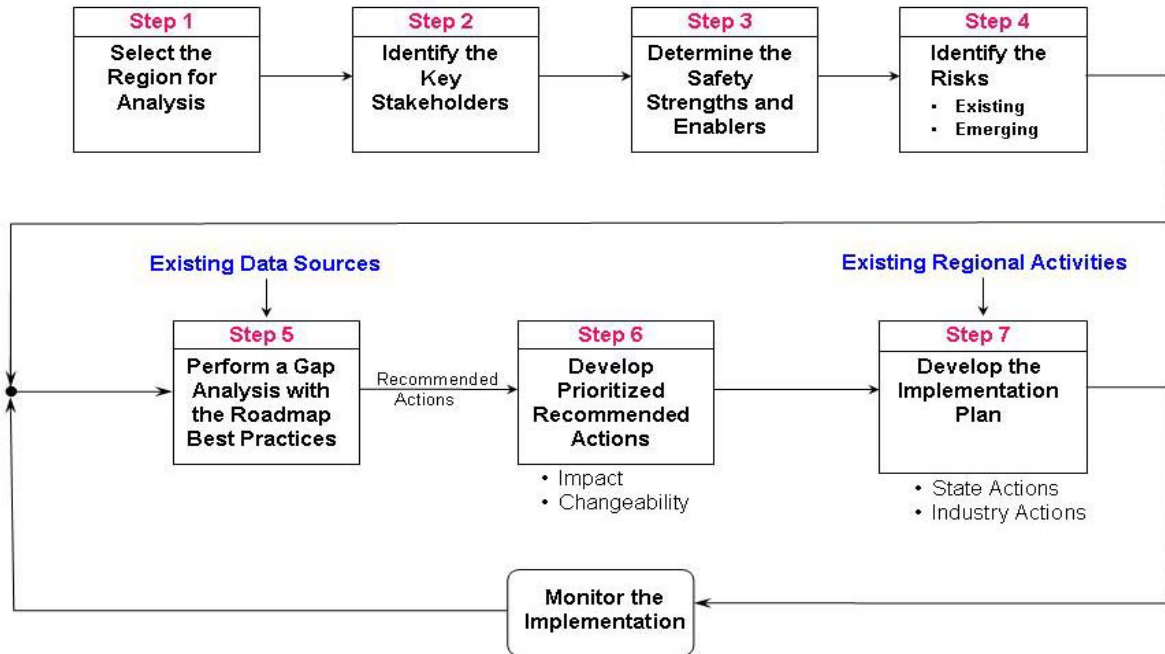 Step 1
Select the
Region for
Analysis
Step 2
Identify the
Key
Stakeholders
Step 3
Determine the
Safety
Strengths and
Enablers
Step 4
Identify the
Risks
▪ Existing
▪ Emerging
Existing Data Sources
Existing Regional Activities
Step 5
Perform a Gap
Analysis with
the Roadmap
Best Practices
Recommended
Actions
Step 6
Develop
Prioritized
Recommended
Actions
• Impact
• Changeability
Step 7
Develop the
Implementation
Plan
• State Actions
• Industry Actions
Monitor the
Implementation